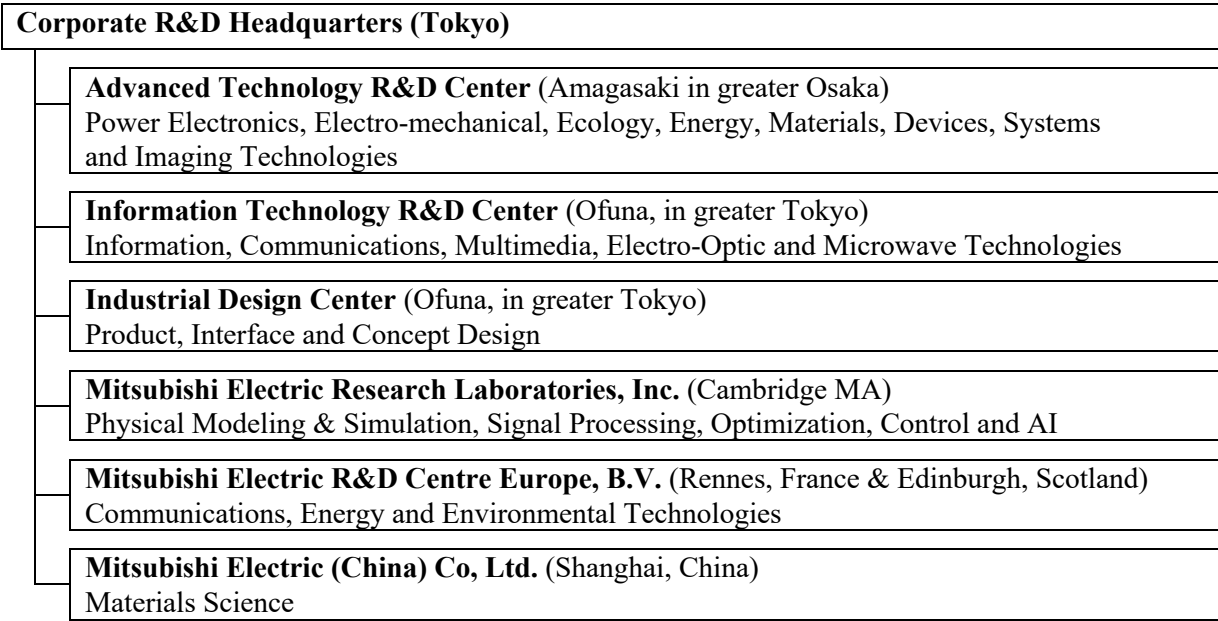 Corporate R&D Headquarters (Tokyo)
Advanced Technology R&D Center (Amagasaki in greater Osaka)
Power Electronics, Electro-mechanical, Ecology, Energy, Materials, Devices, Systems
and Imaging Technologies
Information Technology R&D Center (Ofuna, in greater Tokyo)
Information, Communications, Multimedia, Electro-Optic and Microwave Technologies
Industrial Design Center (Ofuna, in greater Tokyo)
Product, Interface and Concept Design
Mitsubishi Electric Research Laboratories, Inc. (Cambridge MA)
Physical Modeling & Simulation, Signal Processing, Optimization, Control and AI
Mitsubishi Electric R&D Centre Europe, B.V. (Rennes, France & Edinburgh, Scotland)
Communications, Energy and Environmental Technologies
Mitsubishi Electric (China) Co, Ltd. (Shanghai, China)
Materials Science